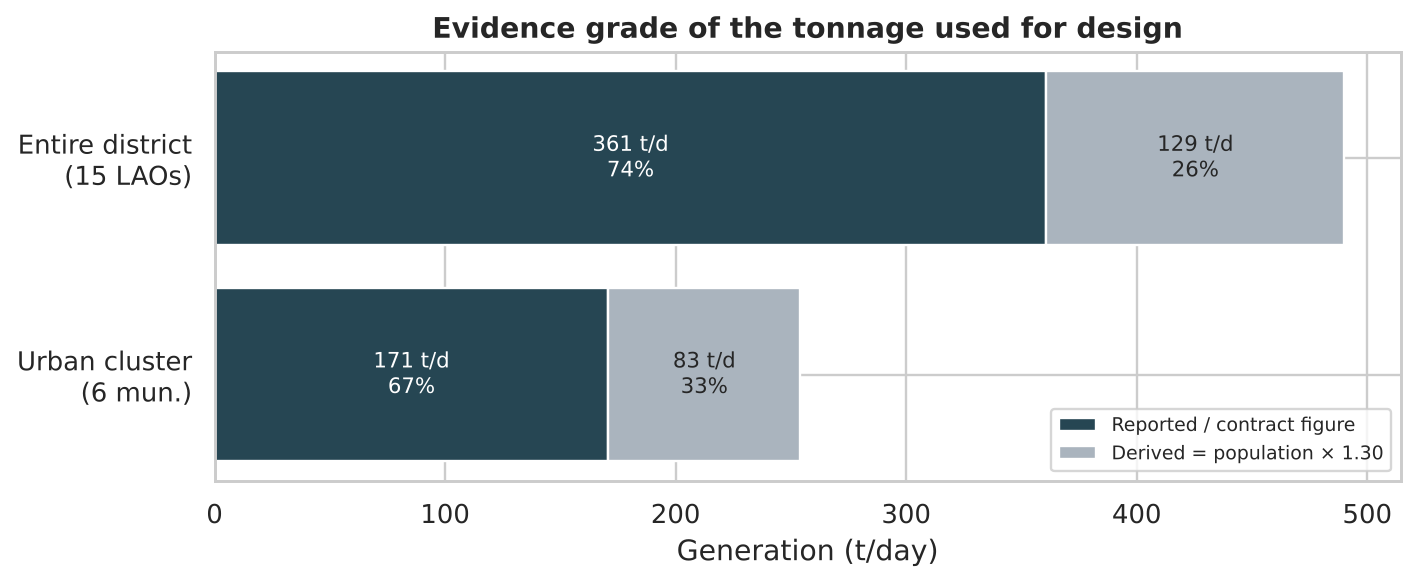 Evidence grade of the tonnage used for design
Entire district
(15 LAOs)
361 t/d
74%
129 t/d
26%
Urban cluster
(6 mun.)
171 t/d
67%
83 t/d
33%
Reported / contract figure
Derived = population × 1.30
0 100 200 300 400 500
Generation (t/day)